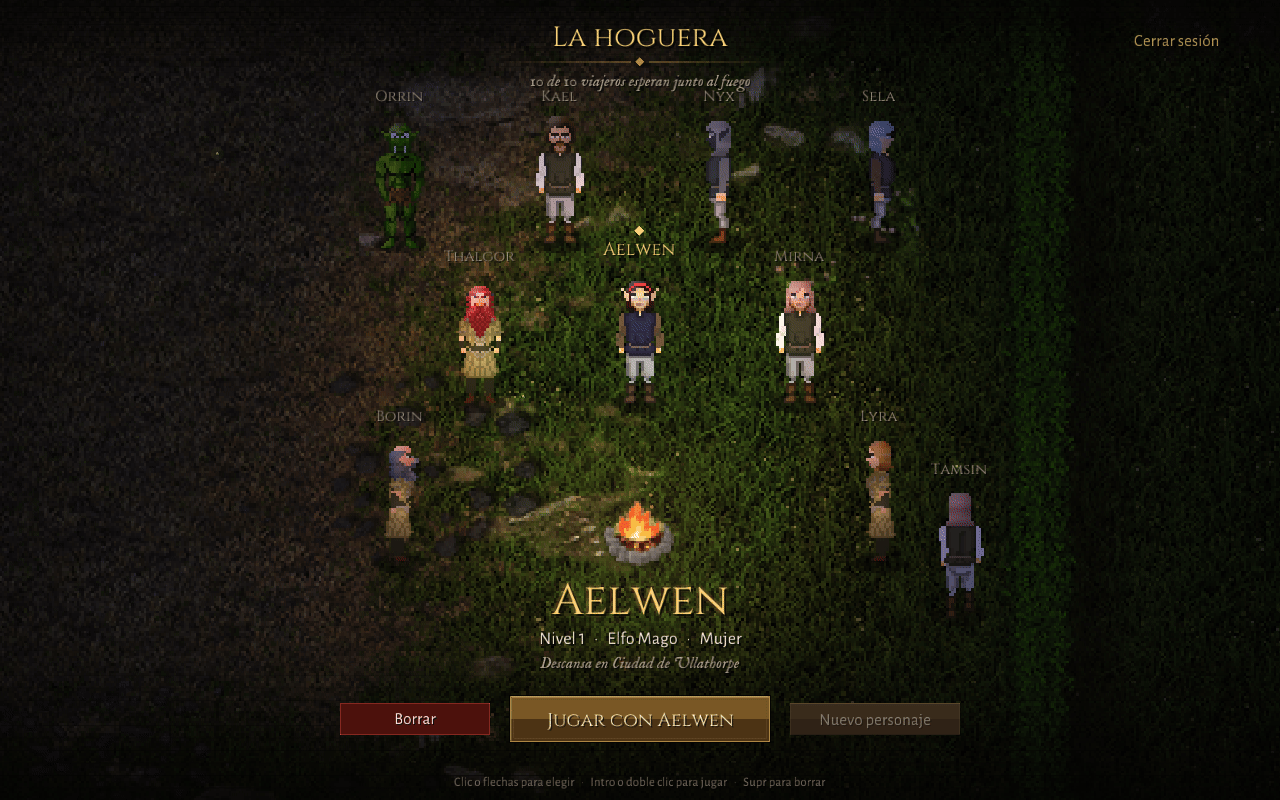 La hoguera
Cerrar sesión
10 de 10 viajeros esperan junto al fuego
Orrin
Kael
Nyx
Sela
Thalgor
Aelwen
Mirna
Borin
Lyra
Tamsin
Aelwen
Nivel 1 · Elfo Mago · Mujer
Descansa en Ciudad de Ullathorpe
Borrar
Jugar con Aelwen
Nuevo personaje
Clic o flechas para elegir · Intro o doble clic para jugar · Supr para borrar